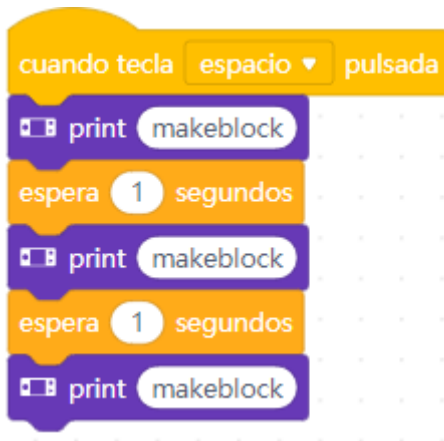 cuando tecla espacio pulsada
print makeblock
espera 1 segundos
print makeblock
espera 1 segundos
print makeblock